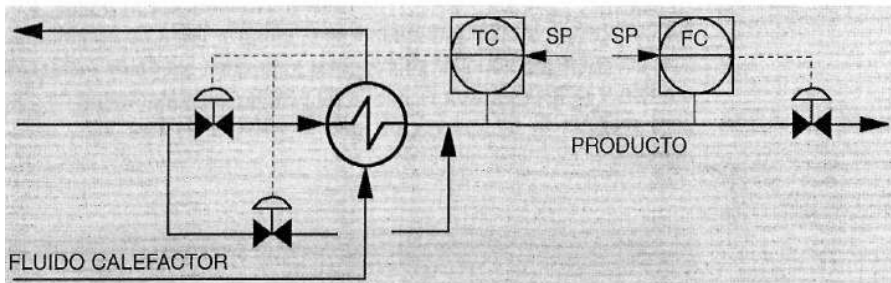 TC
SP
SP
FC
PRODUCTO
FLUIDO CALEFACTOR